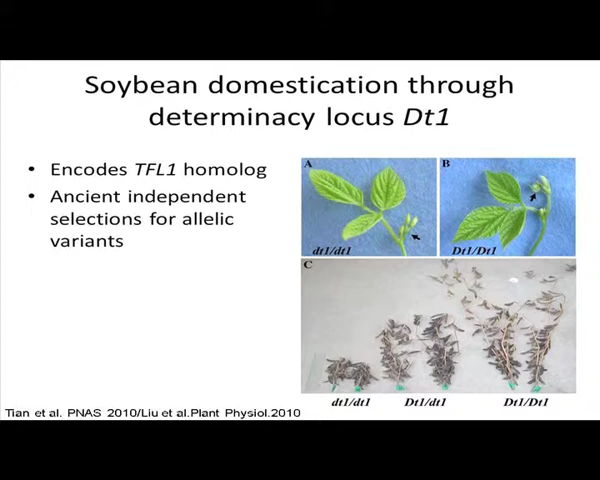 Soybean domestication through
determinacy locus Dt1
• Encodes TFL1 homolog
• Ancient independent
selections for allelic
variants
A
B
dt1/dt1
Dt1/Dt1
C
dt1/dt1
Dt1/dt1
Dt1/Dt1
Tian et al. PNAS 2010/Liu et al.Plant Physiol.2010